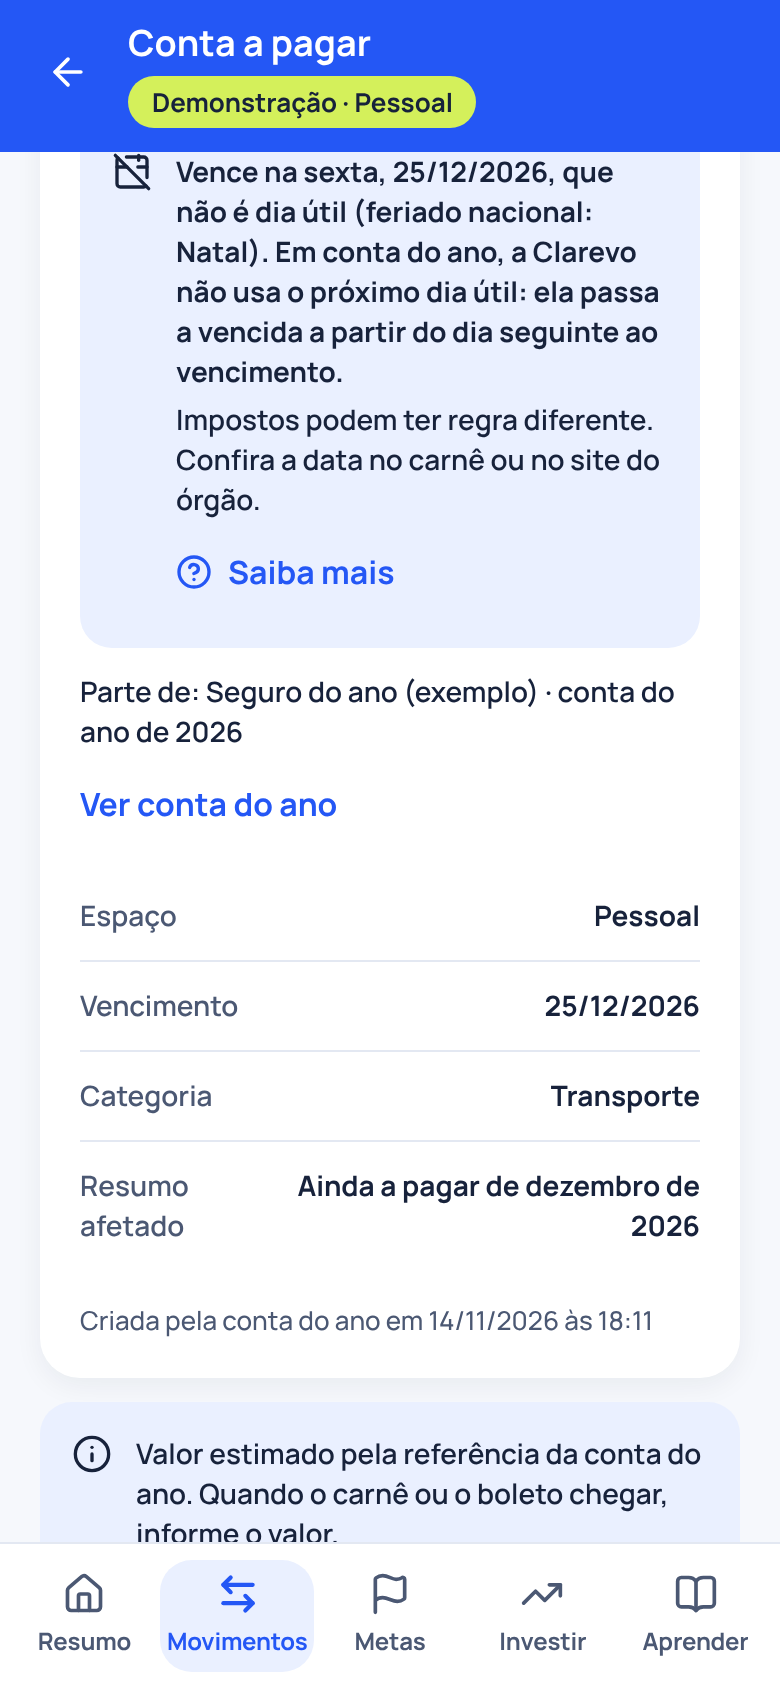 Conta a pagar
Demonstração · Pessoal
Vence na sexta, 25/12/2026, que
não é dia útil (feriado nacional:
Natal). Em conta do ano, a Clarevo
não usa o próximo dia útil: ela passa
a vencida a partir do dia seguinte ao
vencimento.
Impostos podem ter regra diferente.
Confira a data no carnê ou no site do
órgão.
Saiba mais
Parte de: Seguro do ano (exemplo) · conta do
ano de 2026
Ver conta do ano
Espaço Pessoal
Vencimento 25/12/2026
Categoria Transporte
Resumo Ainda a pagar de dezembro de
afetado 2026
Criada pela conta do ano em 14/11/2026 às 18:11
Valor estimado pela referência da conta do
ano. Quando o carnê ou o boleto chegar,
informe o valor.
Resumo Movimentos Metas Investir Aprender